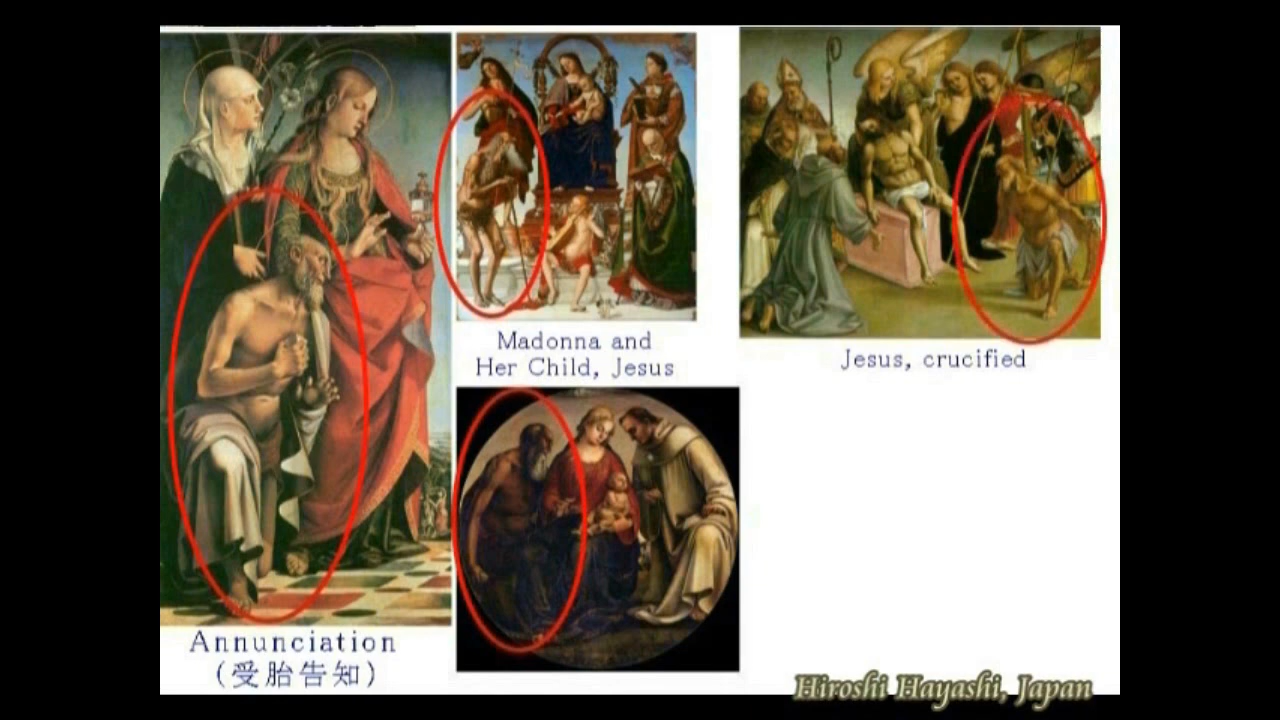 Annunciation
(受胎告知)
Madonna and
Her Child, Jesus
Jesus, crucified
Hiroshi Hayashi, Japan